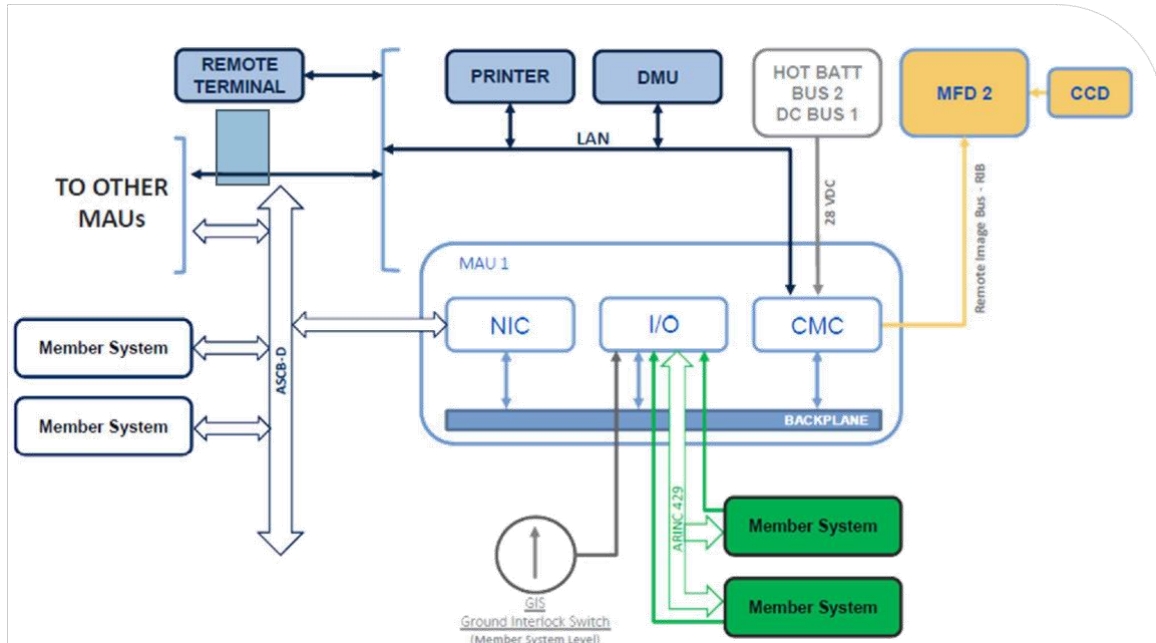 REMOTE
TERMINAL
PRINTER
DMU
HOT BATT
BUS 2
DC BUS 1
MFD 2
CCD
LAN
TO OTHER
MAUs
28 VDC
Remote Image Bus - RIB
MAU 1
NIC
I/O
CMC
Member System
ASCB-D
Member System
BACKPLANE
ARINC 429
Member System
GIS
Ground Interlock Switch
(Member System Level)
Member System